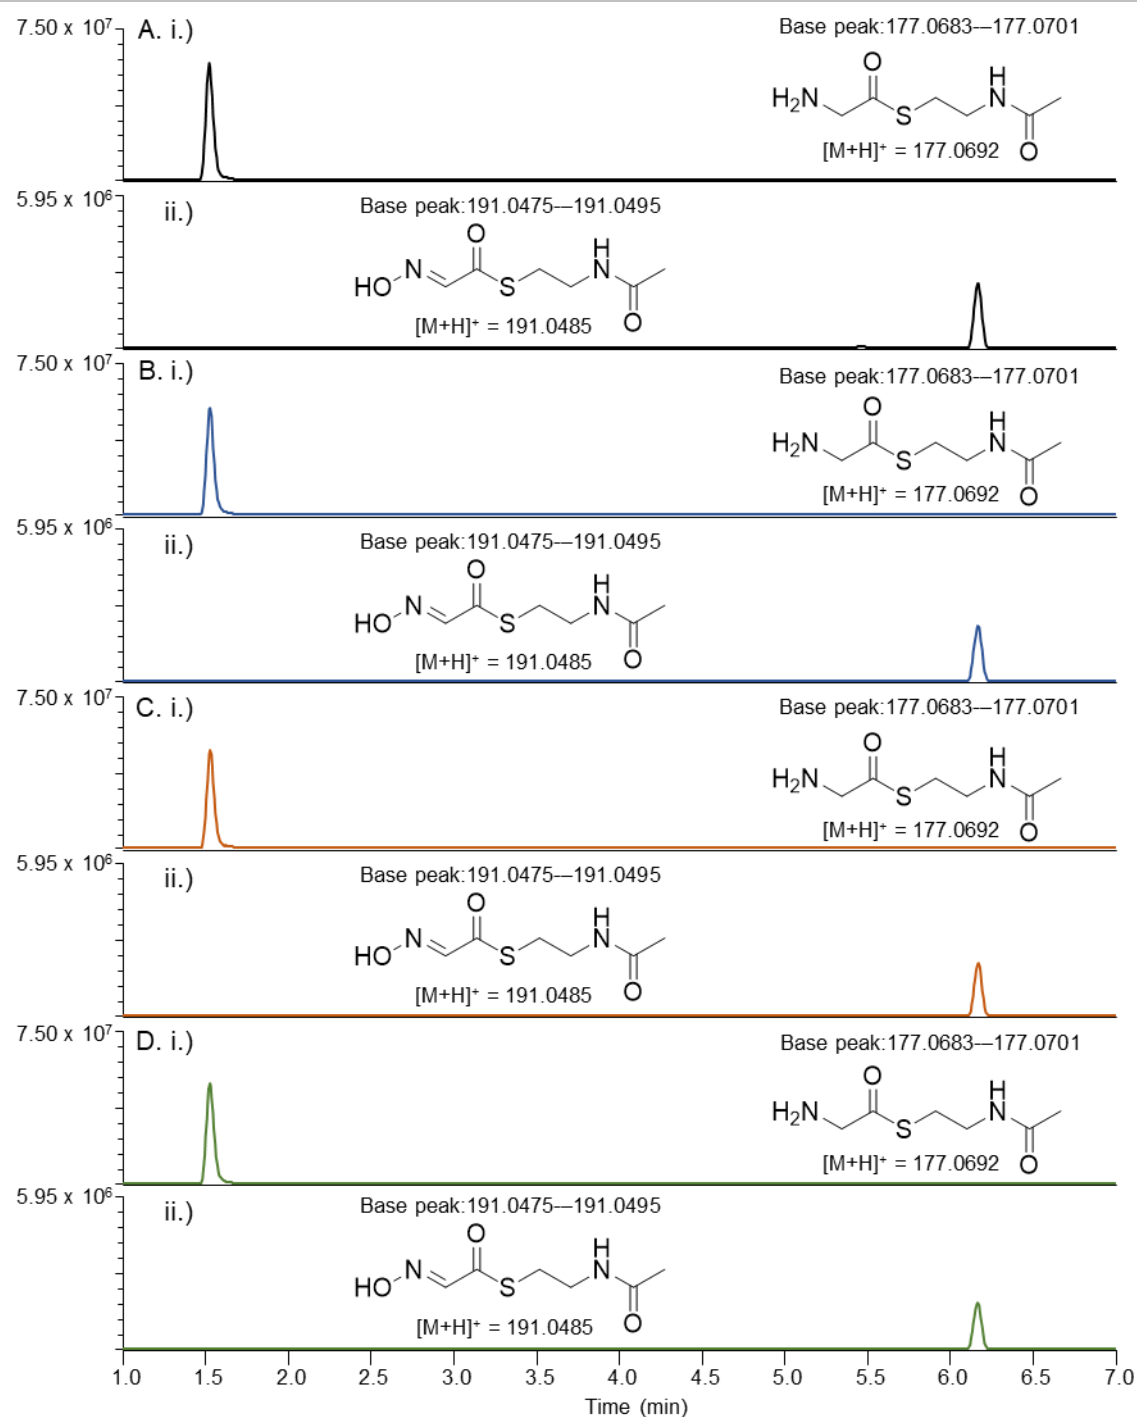 7.50 x 10⁷
A. i.)
Base peak:177.0683-–177.0701
O
H₂N
S
H
N
O
[M+H]⁺ = 177.0692
5.95 x 10⁶
ii.)
Base peak:191.0475-–191.0495
O
HO
N
S
H
N
O
[M+H]⁺ = 191.0485
7.50 x 10⁷
B. i.)
Base peak:177.0683-–177.0701
O
H₂N
S
H
N
O
[M+H]⁺ = 177.0692
5.95 x 10⁶
ii.)
Base peak:191.0475-–191.0495
O
HO
N
S
H
N
O
[M+H]⁺ = 191.0485
7.50 x 10⁷
C. i.)
Base peak:177.0683-–177.0701
O
H₂N
S
H
N
O
[M+H]⁺ = 177.0692
5.95 x 10⁶
ii.)
Base peak:191.0475-–191.0495
O
HO
N
S
H
N
O
[M+H]⁺ = 191.0485
7.50 x 10⁷
D. i.)
Base peak:177.0683-–177.0701
O
H₂N
S
H
N
O
[M+H]⁺ = 177.0692
5.95 x 10⁶
ii.)
Base peak:191.0475-–191.0495
O
HO
N
S
H
N
O
[M+H]⁺ = 191.0485
1.0 1.5 2.0 2.5 3.0 3.5 4.0 4.5 5.0 5.5 6.0 6.5 7.0
Time (min)